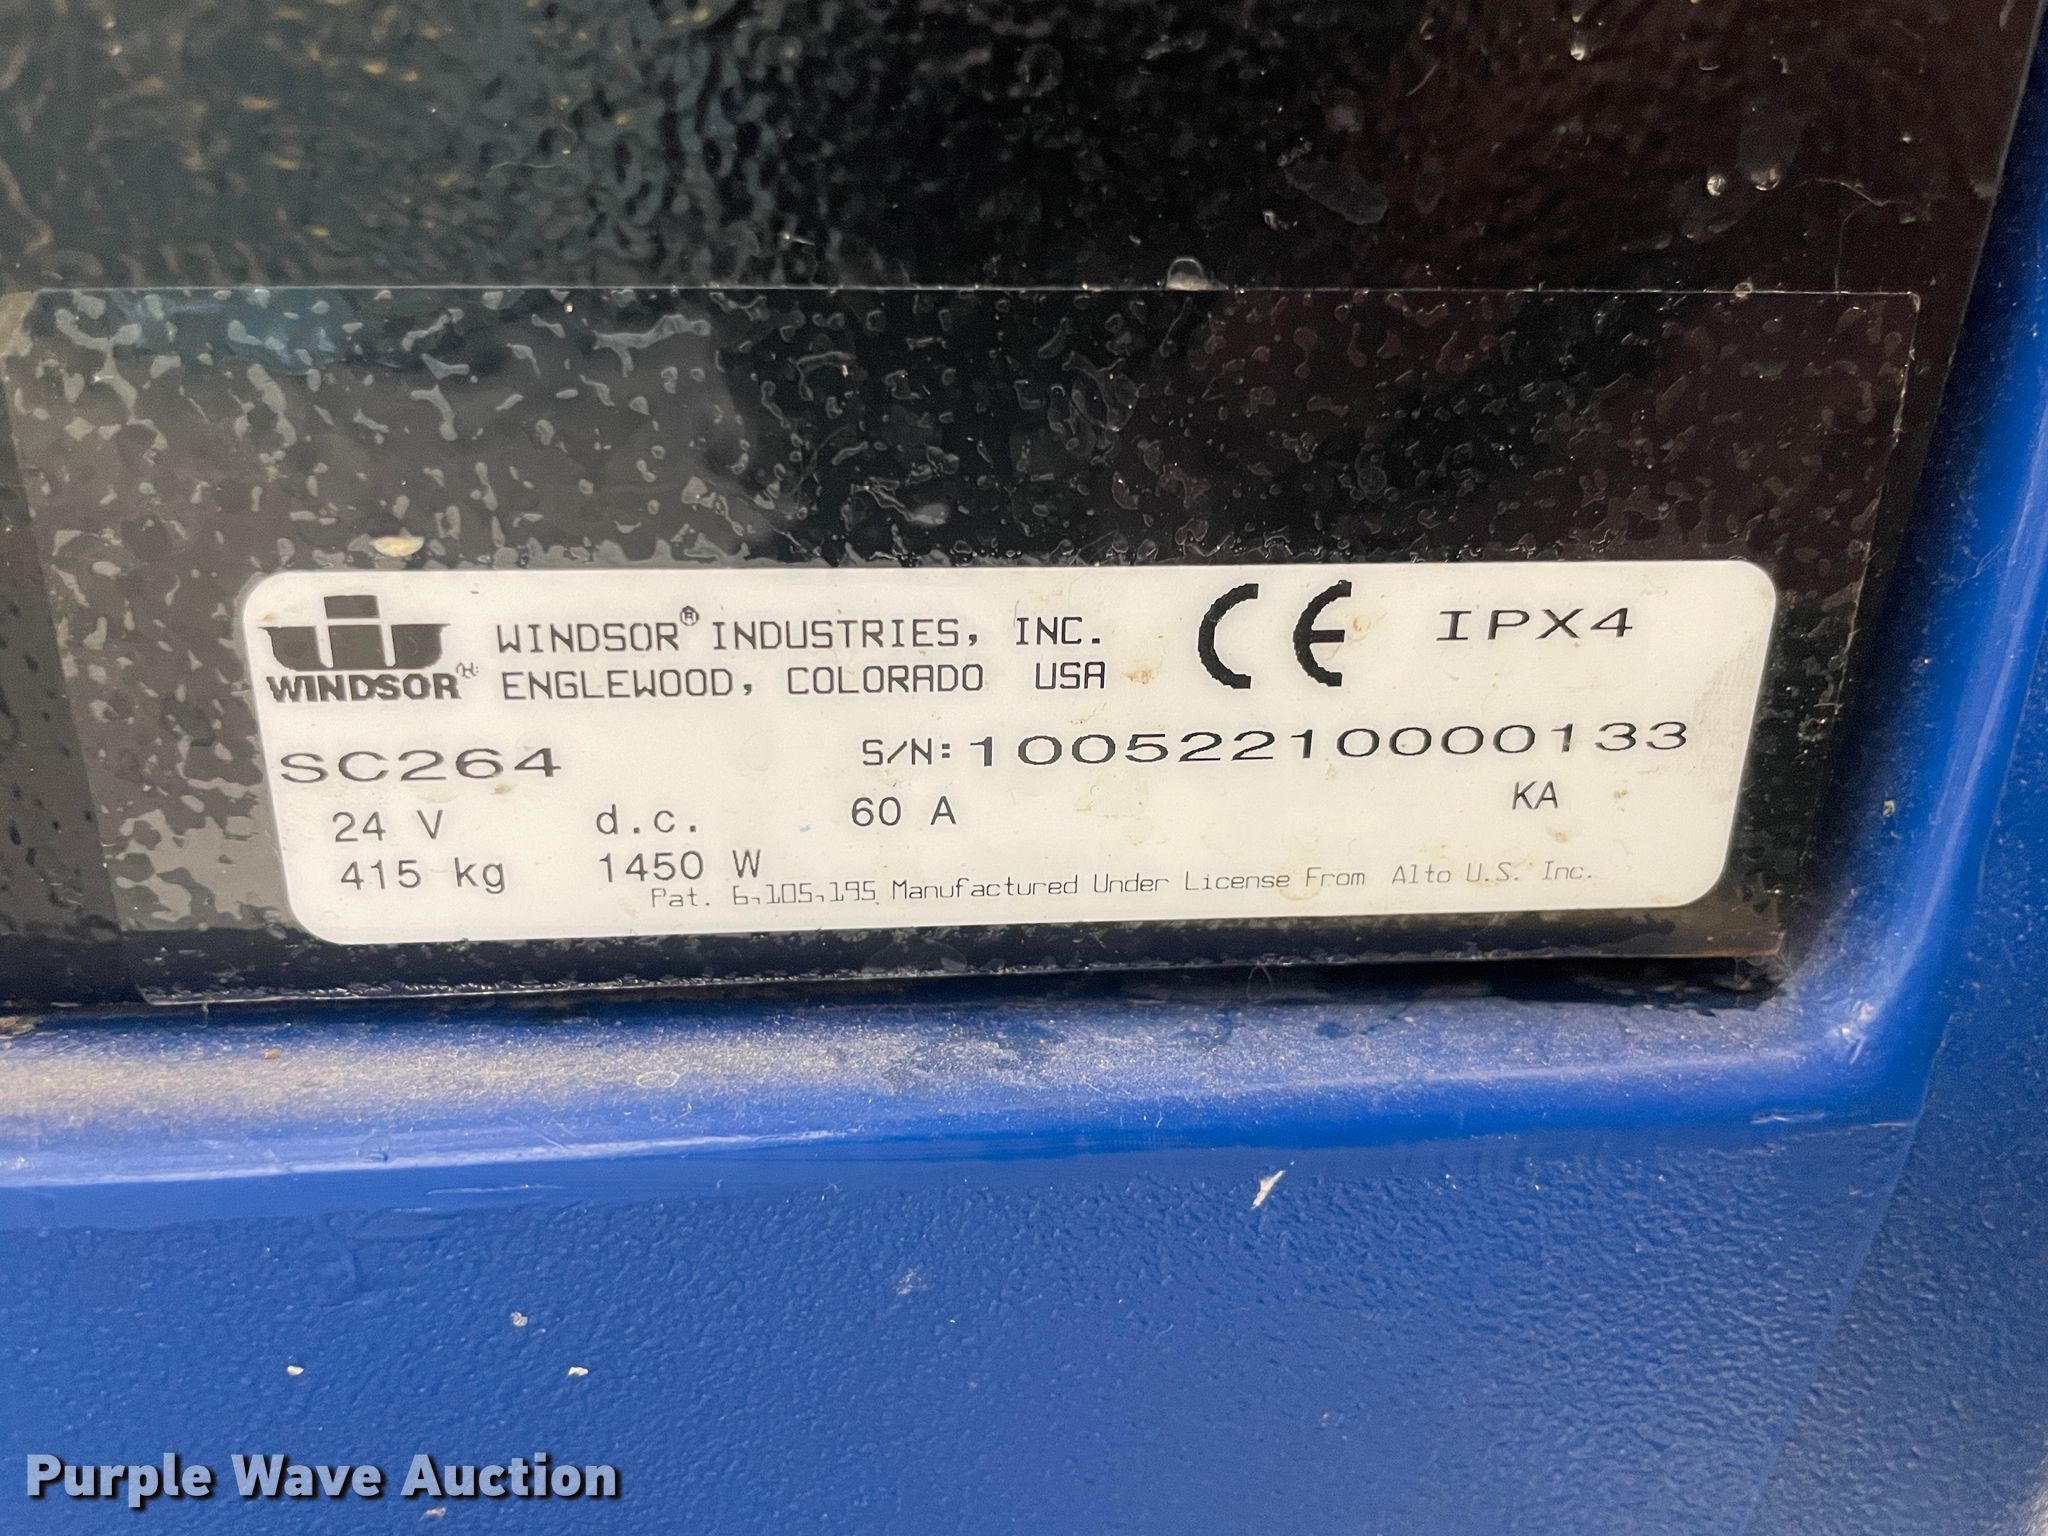 WINDSOR
WINDSOR® INDUSTRIES, INC.
ENGLEWOOD, COLORADO USA
CE IPX4
SC264 S/N: 10052210000133
24 V d.c. 60 A KA
415 kg 1450 W
Pat. 6,105,195 Manufactured Under License From Alto U.S. Inc.
Purple Wave Auction